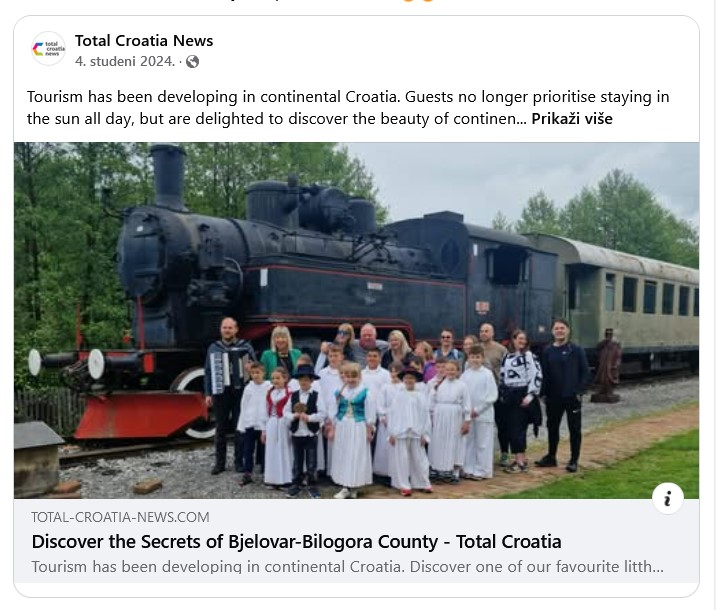 total
croatia
news
Total Croatia News
4. studeni 2024. ·
Tourism has been developing in continental Croatia. Guests no longer prioritise staying in
the sun all day, but are delighted to discover the beauty of continen... Prikaži više
i
TOTAL-CROATIA-NEWS.COM
Discover the Secrets of Bjelovar-Bilogora County - Total Croatia
Tourism has been developing in continental Croatia. Discover one of our favourite litth...